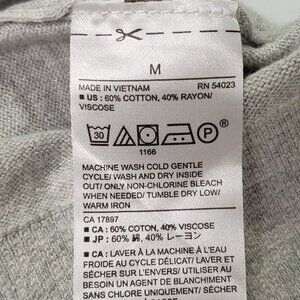 M
MADE IN VIETNAM RN 54023
■ US : 60% COTTON, 40% RAYON/
VISCOSE
30 P
1166
MACHINE WASH COLD GENTLE
CYCLE/ WASH AND DRY INSIDE
OUT/ ONLY NON-CHLORINE BLEACH
WHEN NEEDED/ TUMBLE DRY LOW/
WARM IRON
CA 17897
■ CA : 60% COTON, 40% VISCOSE
■ JP : 60% 綿, 40% レーヨン
■ CA : LAVER À LA MACHINE À L'EAU
FROIDE AU CYCLE DÉLICAT/ LAVER ET
SÉCHER SUR L'ENVERS/ UTILISER AU
BESOIN UN AGENT DE BLANCHIMENT
SANS CHLORE UNIQUEMENT/ SÉCHER